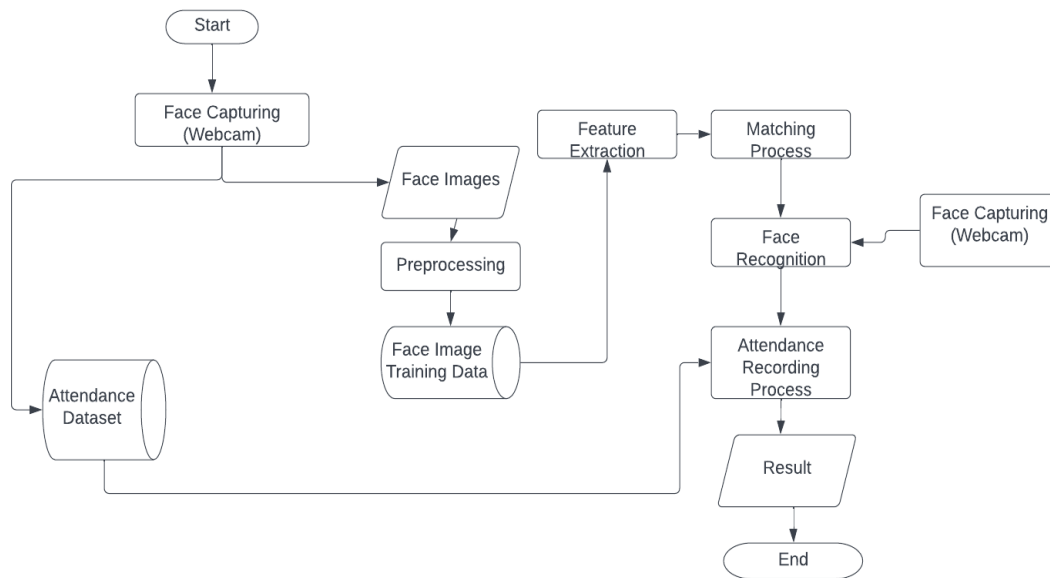 Start
Face Capturing
(Webcam)
Face Images
Preprocessing
Face Image
Training Data
Attendance
Dataset
Feature
Extraction
Matching
Process
Face
Recognition
Face Capturing
(Webcam)
Attendance
Recording
Process
Result
End